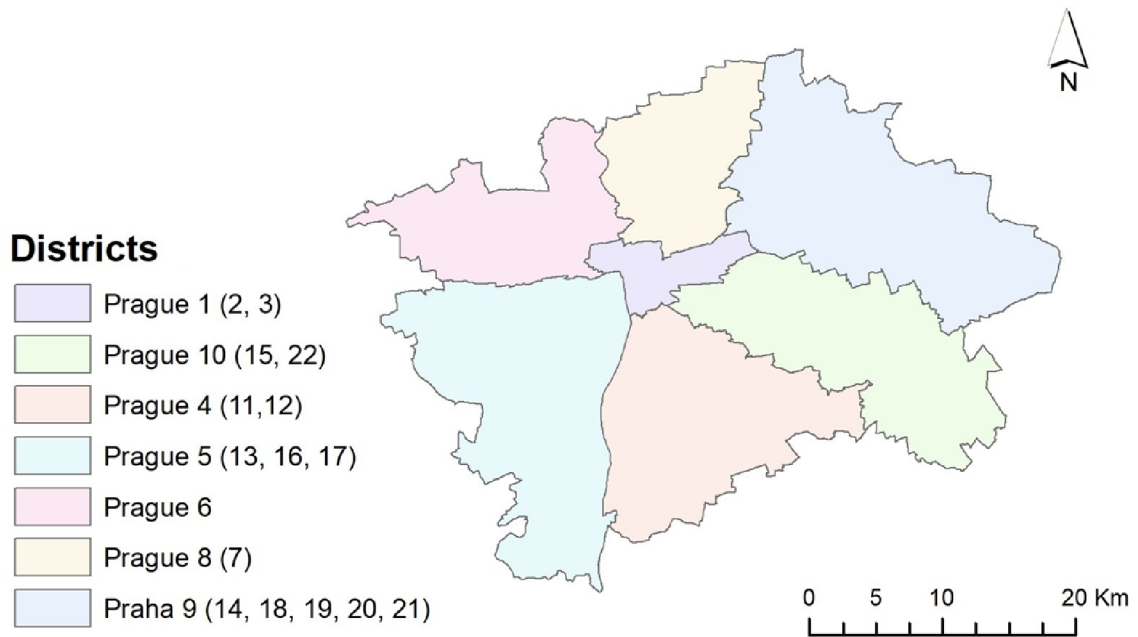 N
Districts
Prague 1 (2, 3)
Prague 10 (15, 22)
Prague 4 (11,12)
Prague 5 (13, 16, 17)
Prague 6
Prague 8 (7)
Praha 9 (14, 18, 19, 20, 21)
0 5 10 20 Km